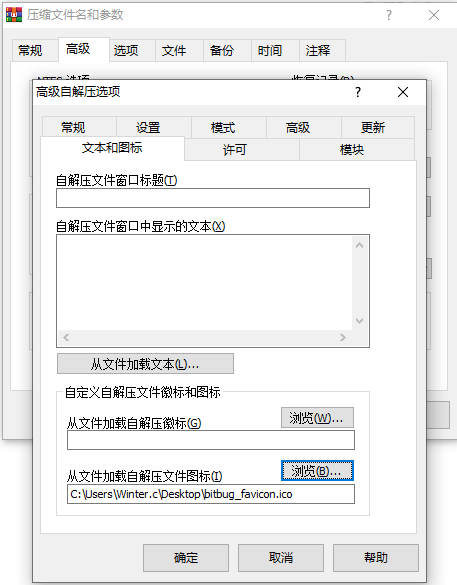 压缩文件名和参数
常规 高级 选项 文件 备份 时间 注释
高级自解压选项
常规 设置 模式 高级 更新
文本和图标 许可 模块
自解压文件窗口标题(T)
自解压文件窗口中显示的文本(X)
从文件加载文本(L)...
自定义自解压文件徽标和图标
从文件加载自解压徽标(G) 浏览(W)...
从文件加载自解压文件图标(I) 浏览(B)...
C:\Users\Winter.c\Desktop\bitbug_favicon.ico
确定 取消 帮助